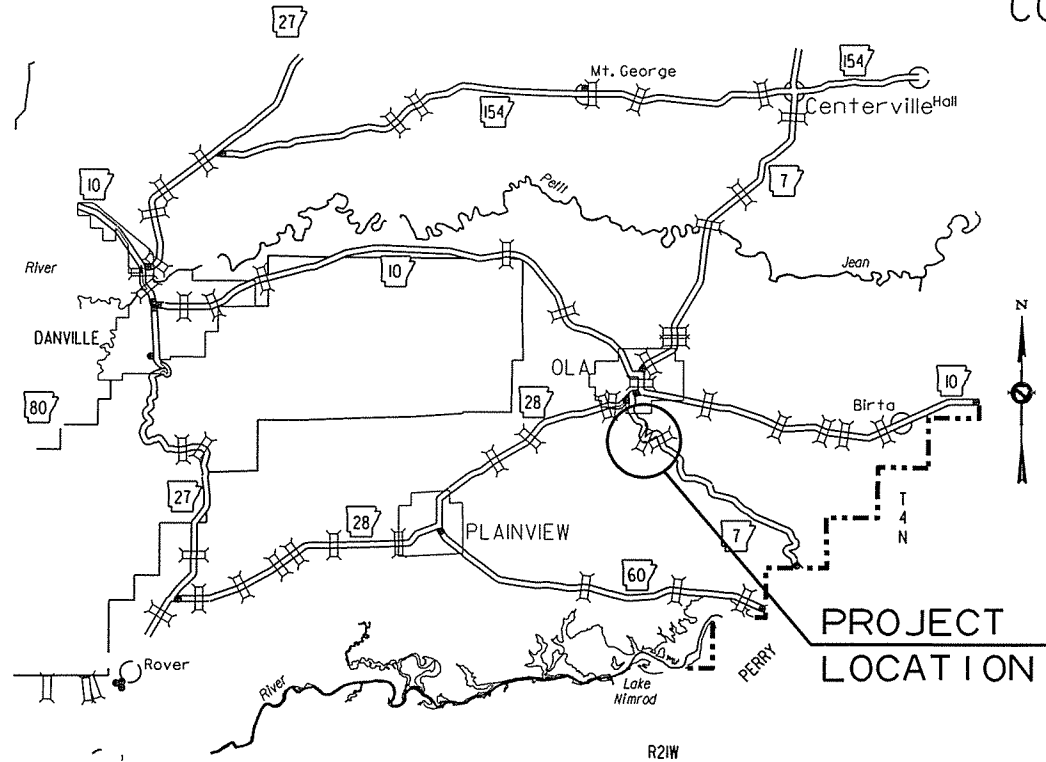 CO
27
154
Mt. George
154
Centerville
Hall
10
7
Petit
River
Jean
10
DANVILLE
N
OLA
10
80
28
Birta
27
T
4
N
28
PLAINVIEW
7
60
PROJECT
LOCATION
PERRY
Rover
River
Lake
Nimrod
R21W